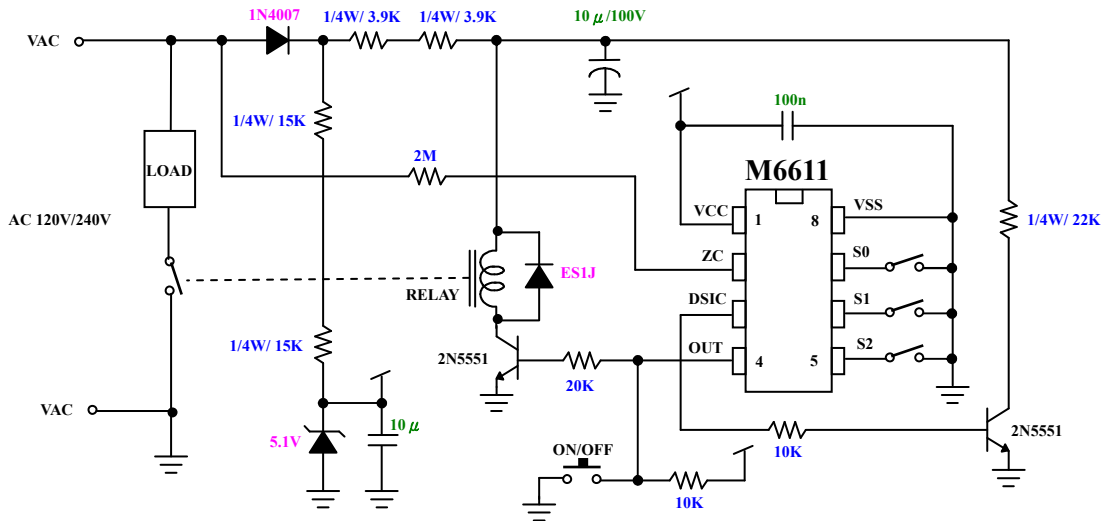 1N4007
1/4W/ 3.9K
1/4W/ 3.9K
10 μ/100V
VAC
1/4W/ 15K
100n
2M
M6611
LOAD
VCC
1
8
VSS
1/4W/ 22K
AC 120V/240V
ZC
S0
RELAY
ES1J
DSIC
S1
1/4W/ 15K
2N5551
OUT
4
5
S2
20K
VAC
5.1V
10 μ
ON/OFF
10K
10K
2N5551